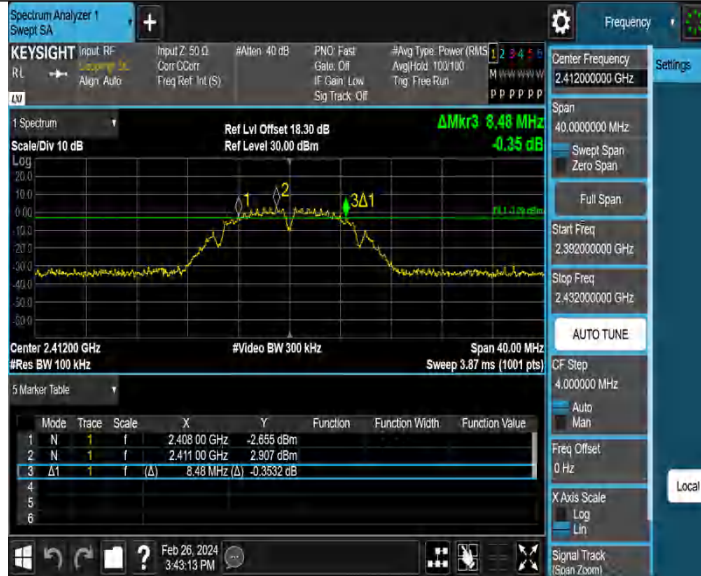 Spectrum Analyzer 1
Swept SA
+
Frequency
KEYSIGHT
RL
Input: RF
Align: Auto
Input Z: 50 Ω
Corr CCorr
Freq Ref: Int (S)
#Atten: 40 dB
PNO: Fast
Gate: Off
IF Gain: Low
Sig Track: Off
#Avg Type: Power (RMS)
Avg|Hold: 100/100
Trig: Free Run
1 2 3 4 5 6
M W W W W W
P P P P P P
1 Spectrum
Scale/Div 10 dB
Ref Lvl Offset 18.30 dB
Ref Level 30.00 dBm
ΔMkr3 8.48 MHz
-0.35 dB
Log
20.0
10.0
0.00
-10.0
-20.0
-30.0
-40.0
-50.0
-60.0
1
2
3Δ1
Center 2.41200 GHz
#Res BW 100 kHz
#Video BW 300 kHz
Span 40.00 MHz
Sweep 3.87 ms (1001 pts)
5 Marker Table
Mode Trace Scale X Y Function Function Width Function Value
1 N 1 f 2.408 00 GHz -2.655 dBm
2 N 1 f 2.411 00 GHz 2.907 dBm
3 Δ1 1 f (Δ) 8.48 MHz (Δ) -0.3532 dB
4
5
6
?
Feb 26, 2024
3:43:13 PM
Center Frequency
2.412000000 GHz
Settings
Span
40.0000000 MHz
Swept Span
Zero Span
Full Span
Start Freq
2.392000000 GHz
Stop Freq
2.432000000 GHz
AUTO TUNE
CF Step
4.000000 MHz
Auto
Man
Freq Offset
0 Hz
X Axis Scale
Log
Lin
Local
Signal Track
(Span Zoom)